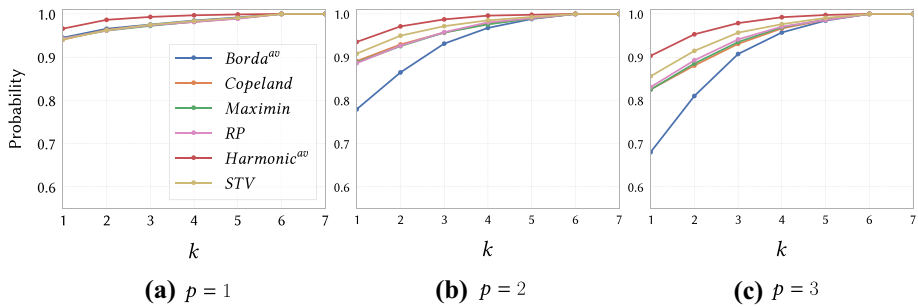 Probability
1.0
0.9
0.8
0.7
0.6
1 2 3 4 5 6 7
k
Borda^av
Copeland
Maximin
RP
Harmonic^av
STV
(a) p = 1
1.0
0.9
0.8
0.7
0.6
1 2 3 4 5 6 7
k
(b) p = 2
1.0
0.9
0.8
0.7
0.6
1 2 3 4 5 6 7
k
(c) p = 3